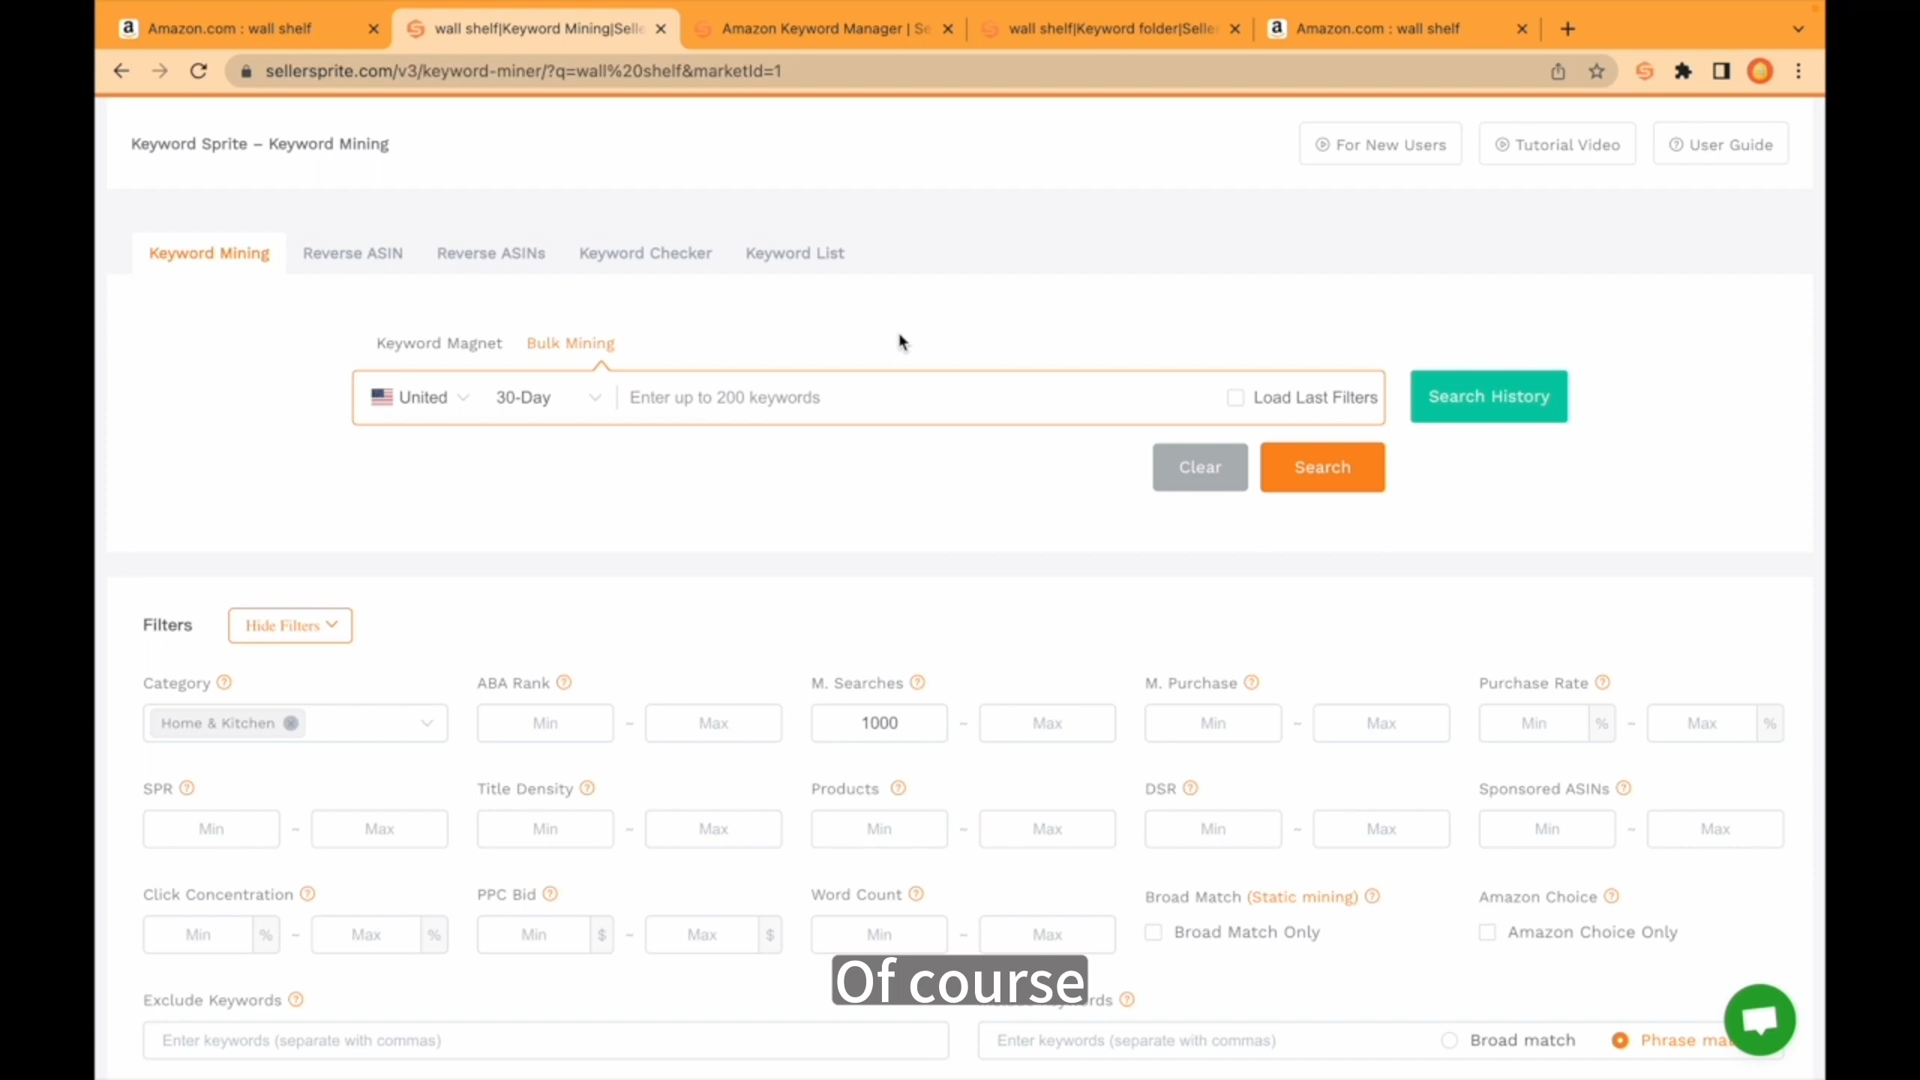 Amazon.com : wall shelf
wall shelf|Keyword Mining|Selle
Amazon Keyword Manager | Se
wall shelf|Keyword folder|Selle
Amazon.com : wall shelf
sellersprite.com/v3/keyword-miner/?q=wall%20shelf&marketId=1
Keyword Sprite – Keyword Mining
For New Users
Tutorial Video
User Guide
Keyword Mining
Reverse ASIN
Reverse ASINs
Keyword Checker
Keyword List
Keyword Magnet
Bulk Mining
United
30-Day
Enter up to 200 keywords
Load Last Filters
Search History
Clear
Search
Filters
Hide Filters
Category
ABA Rank
M. Searches
M. Purchase
Purchase Rate
Home & Kitchen
Min ~ Max
1000 ~ Max
Min ~ Max
Min % ~ Max %
SPR
Title Density
Products
DSR
Sponsored ASINs
Min ~ Max
Min ~ Max
Min ~ Max
Min ~ Max
Min ~ Max
Click Concentration
PPC Bid
Word Count
Broad Match (Static mining)
Amazon Choice
Min % ~ Max %
Min $ ~ Max $
Min ~ Max
Broad Match Only
Amazon Choice Only
Of course
Exclude Keywords
Enter keywords (separate with commas)
Enter keywords (separate with commas)
Broad match
Phrase ma